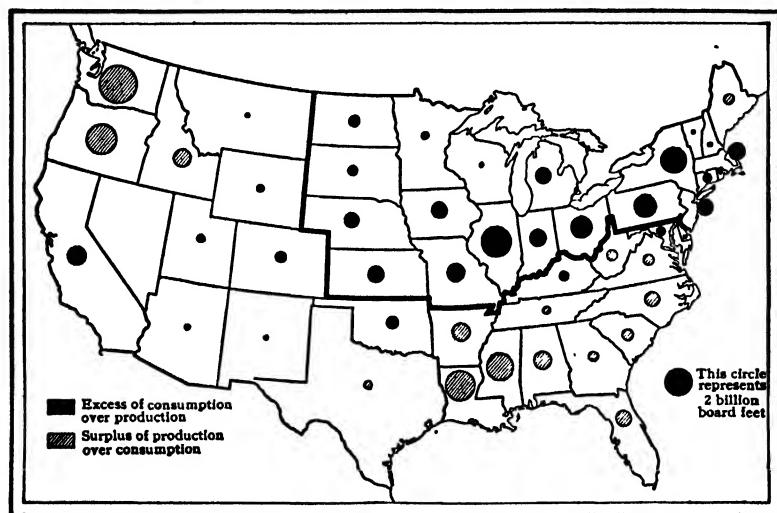 Excess of consumption
over production
Surplus of production
over consumption
This circle
represents
2 billion
board feet